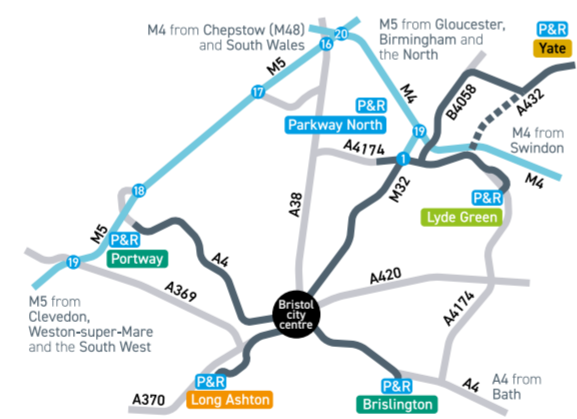 M4 from Chepstow (M48)
and South Wales
20
16
M5 from Gloucester,
Birmingham and
the North
P&R
Yate
M5
17
M4
B4058
A432
P&R
Parkway North
19
M4 from
Swindon
A4174
1
M4
M32
18
A38
P&R
Lyde Green
M5
P&R
Portway
19
A4
A369
A420
A4174
Bristol
city
centre
M5 from
Clevedon,
Weston-super-Mare
and the South West
P&R
Long Ashton
A370
P&R
Brislington
A4
A4 from
Bath